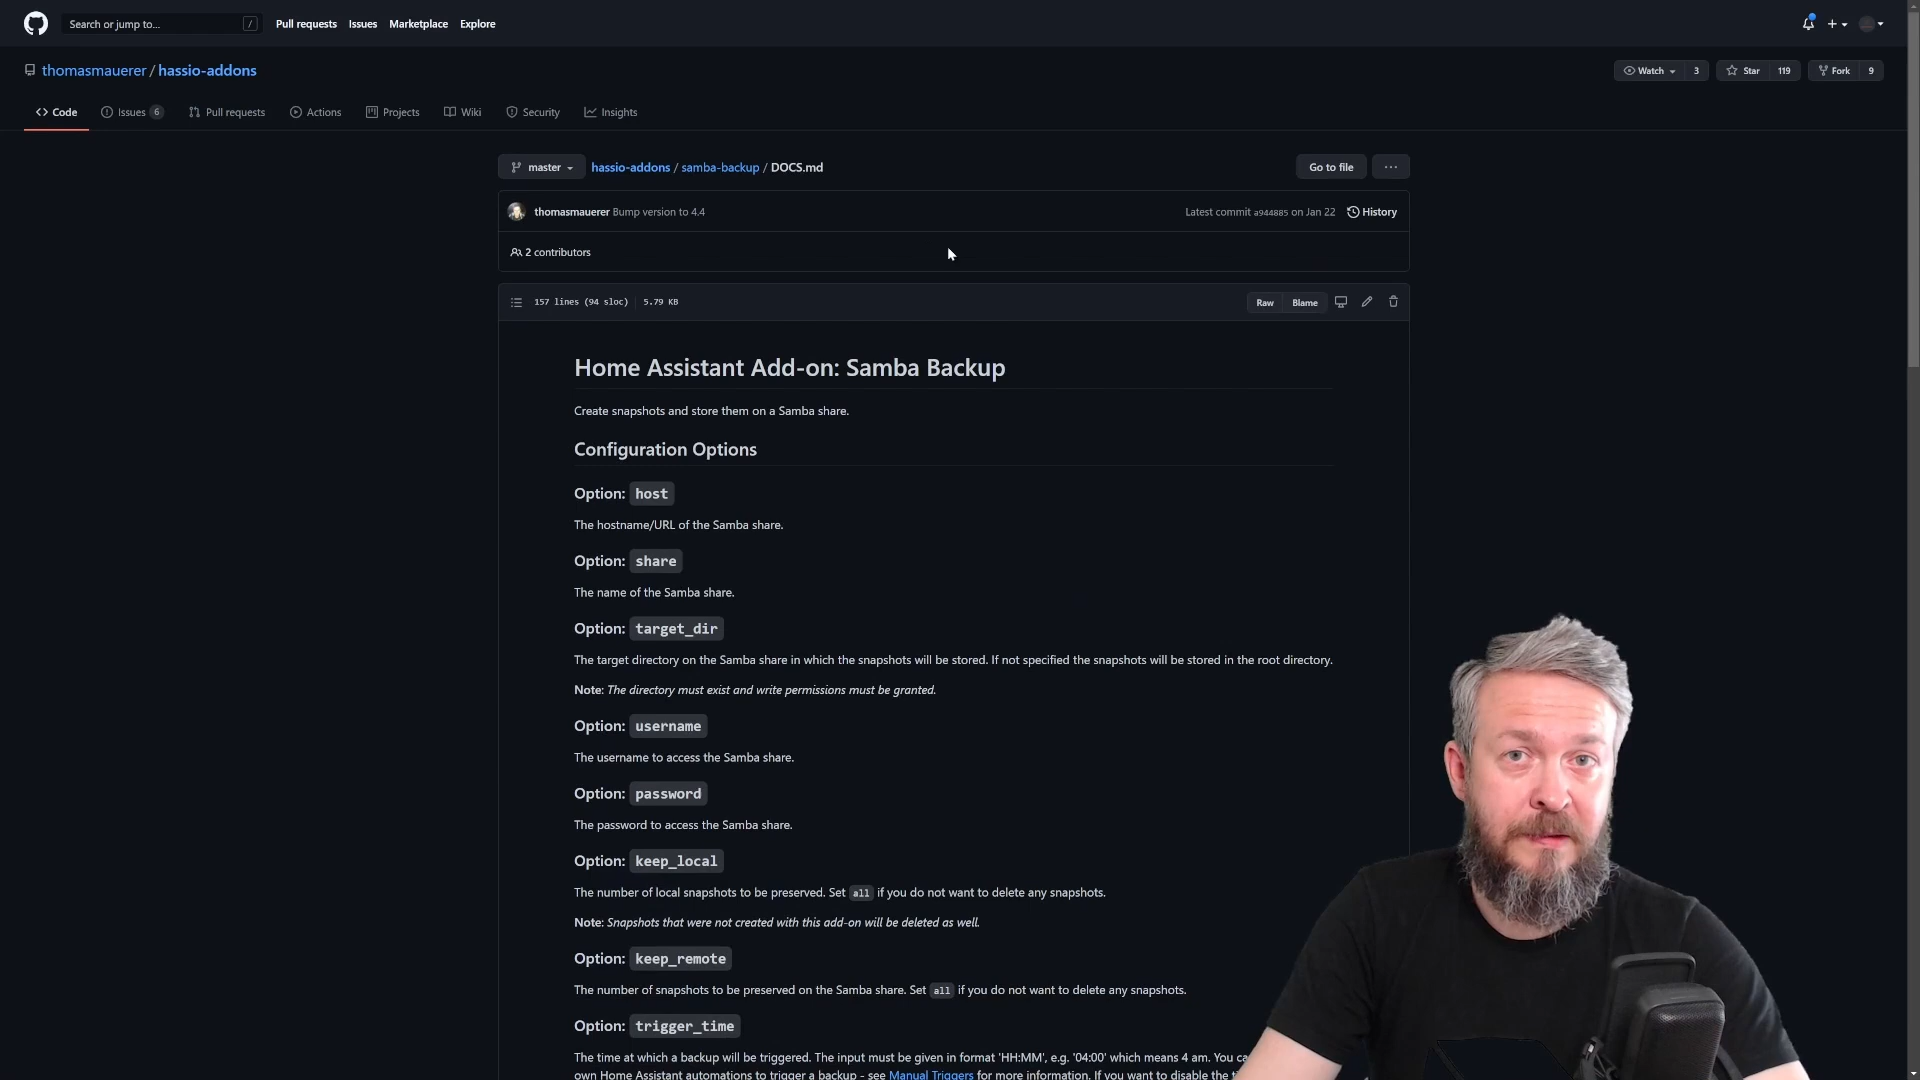 Search or jump to... /
Pull requests Issues Marketplace Explore
thomasmauerer / hassio-addons
Watch 3 Star 119 Fork 9
Code Issues 6 Pull requests Actions Projects Wiki Security Insights
master hassio-addons / samba-backup / DOCS.md Go to file ...
thomasmauerer Bump version to 4.4 Latest commit a944885 on Jan 22 History
2 contributors
157 lines (94 sloc) 5.79 KB Raw Blame
Home Assistant Add-on: Samba Backup
Create snapshots and store them on a Samba share.
Configuration Options
Option: host
The hostname/URL of the Samba share.
Option: share
The name of the Samba share.
Option: target_dir
The target directory on the Samba share in which the snapshots will be stored. If not specified the snapshots will be stored in the root directory.
Note: The directory must exist and write permissions must be granted.
Option: username
The username to access the Samba share.
Option: password
The password to access the Samba share.
Option: keep_local
The number of local snapshots to be preserved. Set all if you do not want to delete any snapshots.
Note: Snapshots that were not created with this add-on will be deleted as well.
Option: keep_remote
The number of snapshots to be preserved on the Samba share. Set all if you do not want to delete any snapshots.
Option: trigger_time
The time at which a backup will be triggered. The input must be given in format 'HH:MM', e.g. '04:00' which means 4 am. You
own Home Assistant automations to trigger a backup - see Manual Triggers for more information. If you want to disable the